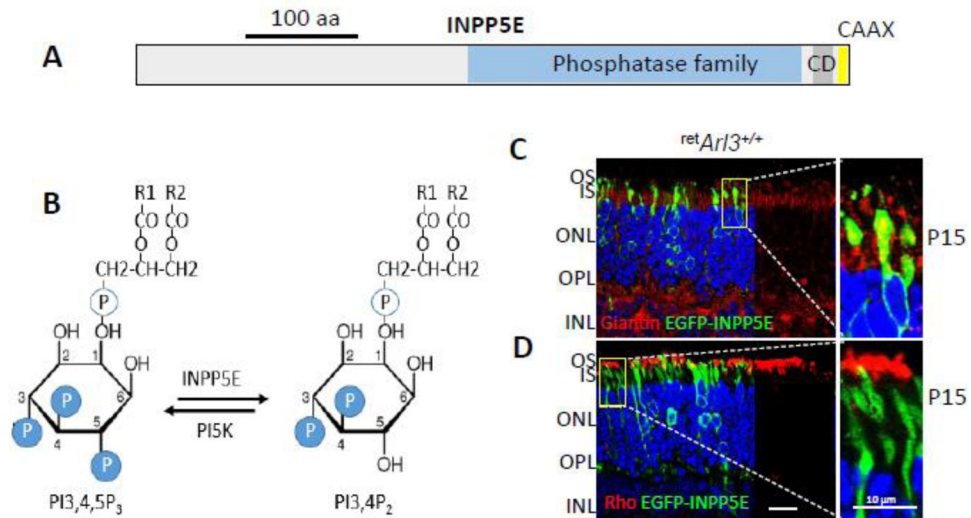 INPP5E
100 aa
CAAX
A
Phosphatase family
CD
B
R1 R2
CO CO
O O
CH2-CH-CH2
P
OH
OH
OH
2
1
3
6
4
5
P
P
P
PI3,4,5P3
INPP5E
PI5K
R1 R2
CO CO
O O
CH2-CH-CH2
P
OH
OH
OH
2
1
3
6
4
5
P
P
OH
PI3,4P2
retArl3+/+
C
OS
IS
ONL
OPL
INL
Giantin EGFP-INPP5E
P15
D
OS
IS
ONL
OPL
INL
Rho EGFP-INPP5E
P15
10 µm